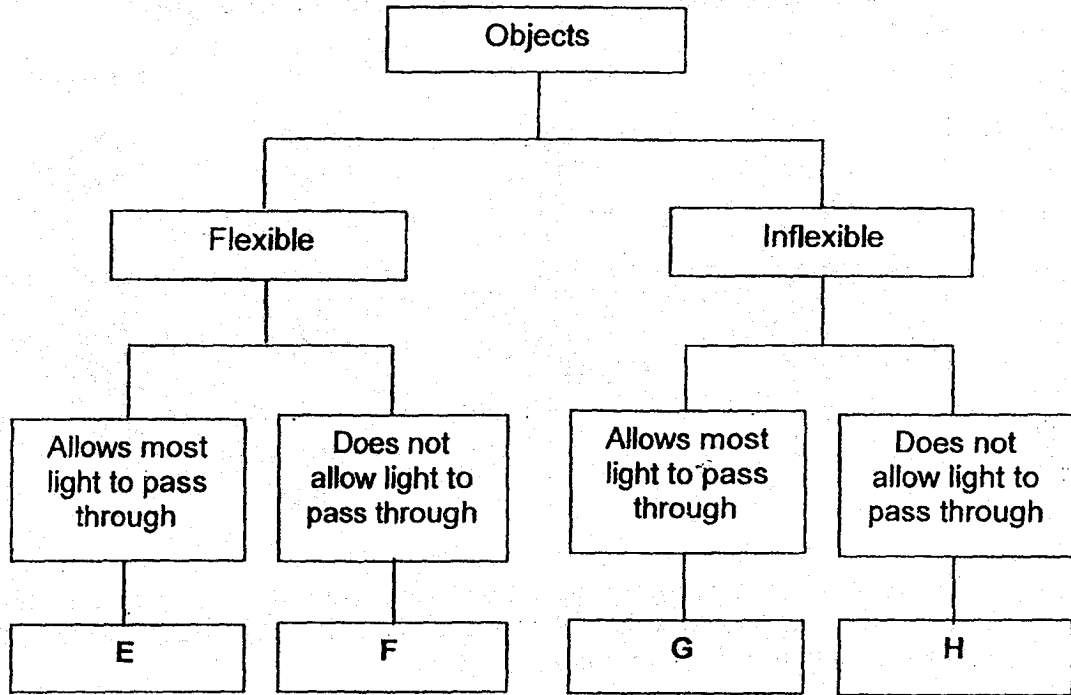 Objects
Flexible
Inflexible
Allows most
light to pass
through
Does not
allow light to
pass through
Allows most
light to pass
through
Does not
allow light to
pass through
E
F
G
H